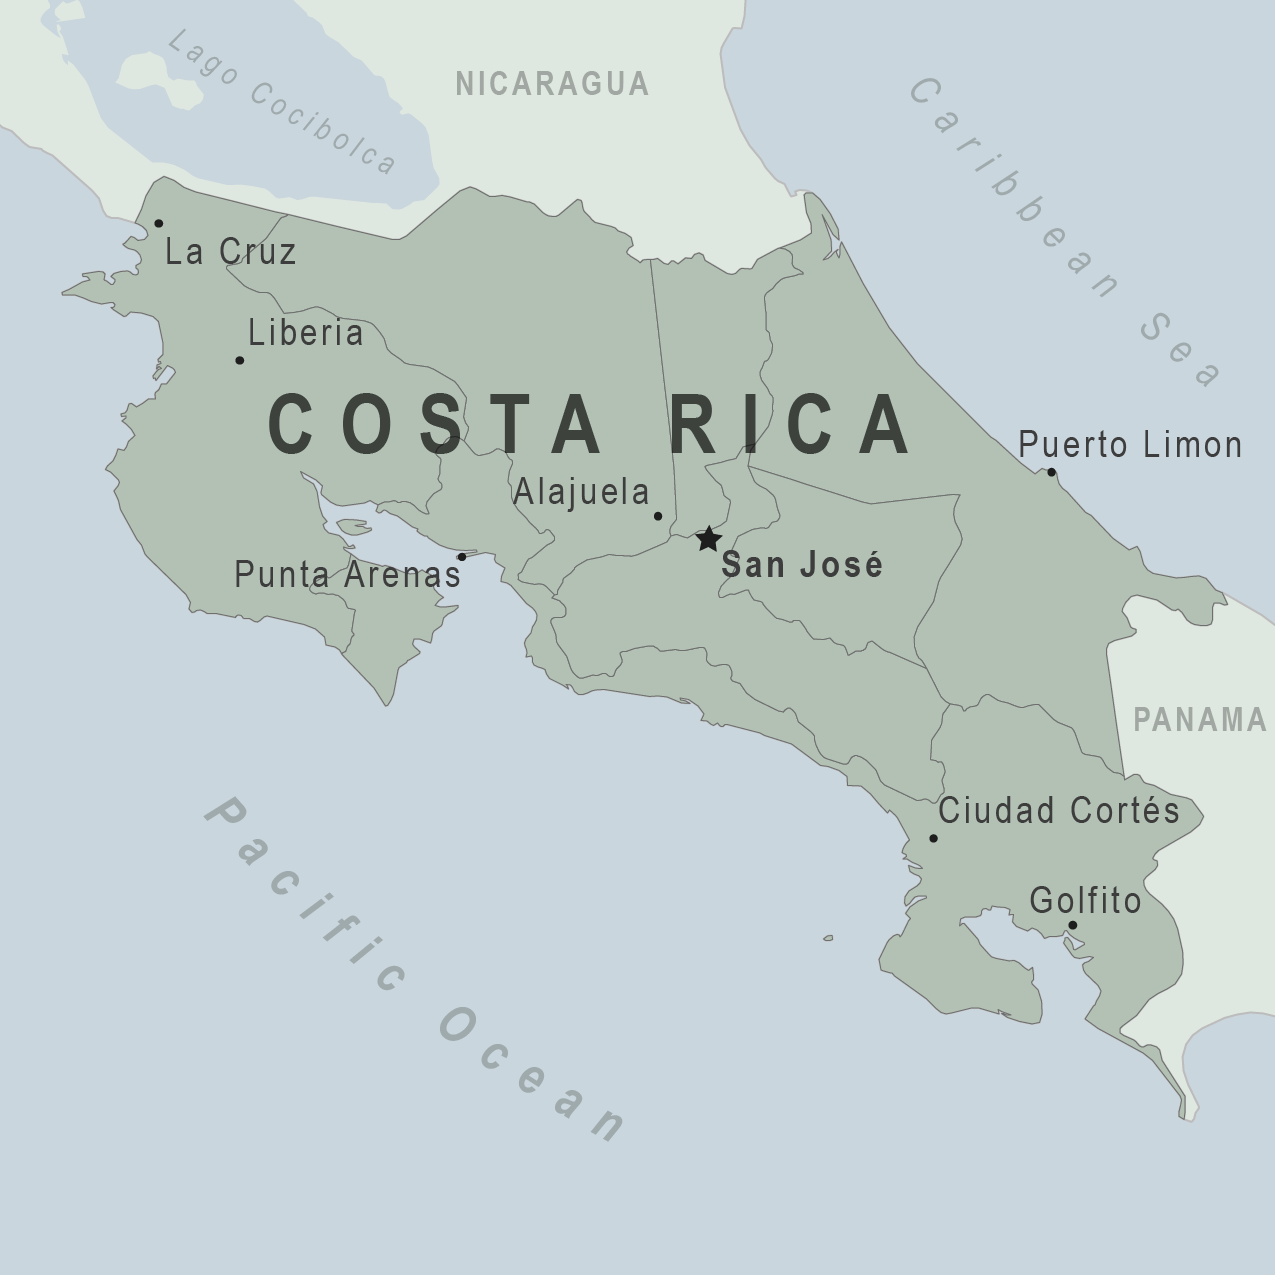 Lago Cocibolca
NICARAGUA
Caribbean Sea
La Cruz
Liberia
COSTA RICA
Puerto Limon
Alajuela
San José
Punta Arenas
PANAMA
Pacific Ocean
Ciudad Cortés
Golfito